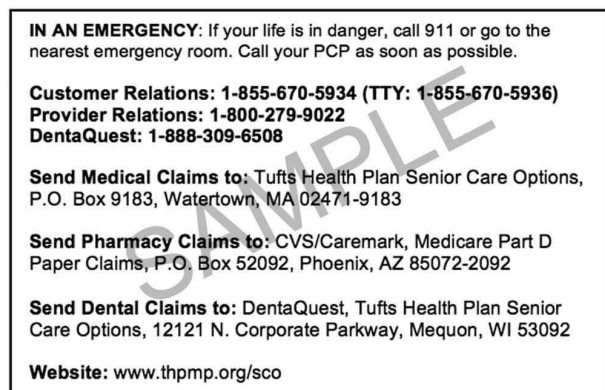 IN AN EMERGENCY: If your life is in danger, call 911 or go to the
nearest emergency room. Call your PCP as soon as possible.
Customer Relations: 1-855-670-5934 (TTY: 1-855-670-5936)
Provider Relations: 1-800-279-9022
DentaQuest: 1-888-309-6508
Send Medical Claims to: Tufts Health Plan Senior Care Options,
P.O. Box 9183, Watertown, MA 02471-9183
Send Pharmacy Claims to: CVS/Caremark, Medicare Part D
Paper Claims, P.O. Box 52092, Phoenix, AZ 85072-2092
Send Dental Claims to: DentaQuest, Tufts Health Plan Senior
Care Options, 12121 N. Corporate Parkway, Mequon, WI 53092
Website: www.thpmp.org/sco
SAMPLE